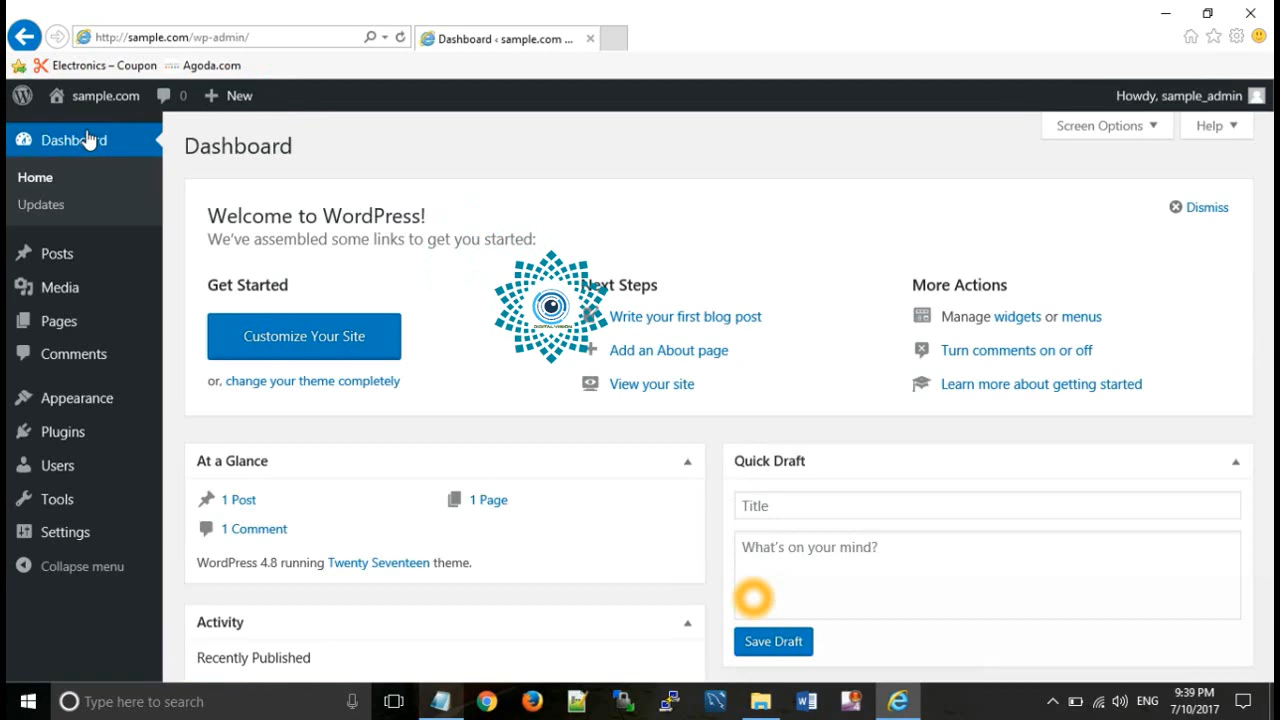 http://sample.com/wp-admin/
Dashboard ‹ sample.com ...
Electronics – Coupon
Agoda.com
sample.com
0
New
Howdy, sample_admin
Dashboard
Screen Options
Help
Dashboard
Home
Updates
Posts
Media
Pages
Comments
Appearance
Plugins
Users
Tools
Settings
Collapse menu
Welcome to WordPress!
Dismiss
We've assembled some links to get you started:
Get Started
Next Steps
More Actions
Customize Your Site
Write your first blog post
Manage widgets or menus
Add an About page
Turn comments on or off
or, change your theme completely
View your site
Learn more about getting started
DIGITAL VISION
At a Glance
1 Post
1 Page
1 Comment
WordPress 4.8 running Twenty Seventeen theme.
Quick Draft
Title
What's on your mind?
Save Draft
Activity
Recently Published
Type here to search
ENG
9:39 PM
7/10/2017